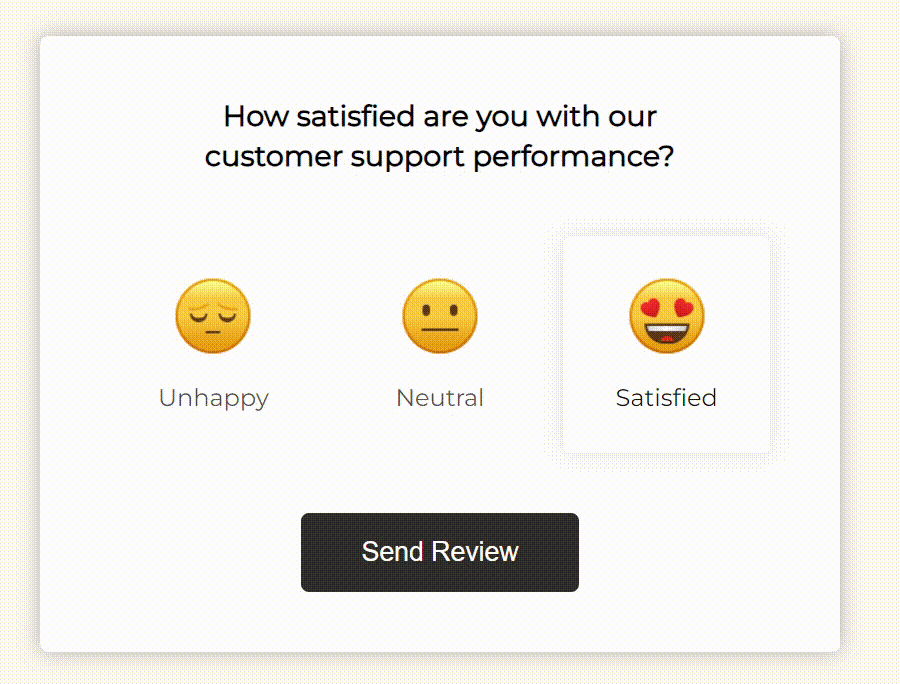 How satisfied are you with our
customer support performance?
Unhappy
Neutral
Satisfied
Send Review